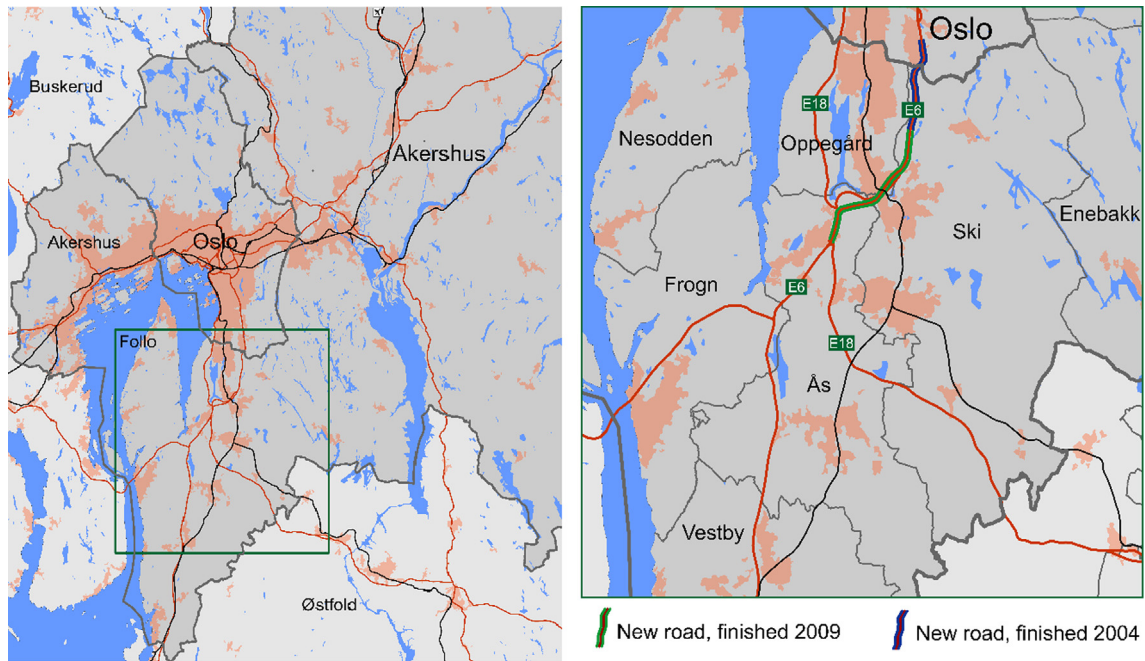 Buskerud
Akershus
Akershus
Oslo
Follo
Østfold
Oslo
E18
E6
Nesodden
Oppegård
Enebakk
Ski
Frogn
E6
E18
Ås
Vestby
New road, finished 2009
New road, finished 2004